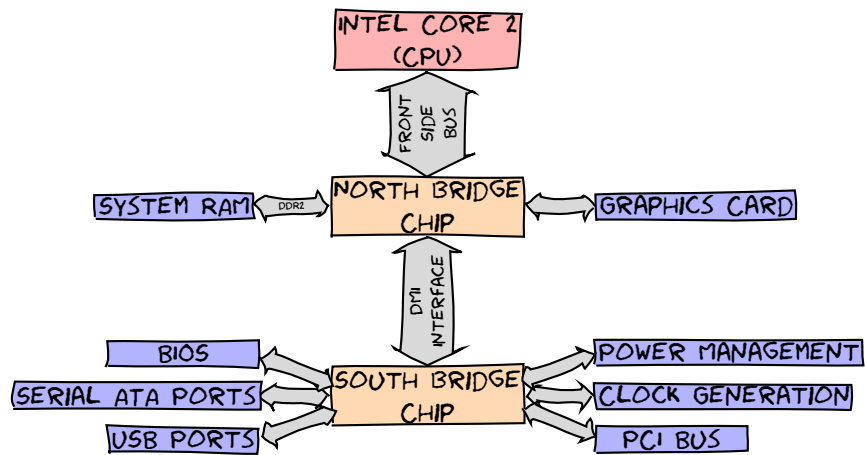 INTEL CORE 2
(CPU)
FRONT
SIDE
BUS
SYSTEM RAM
DDR2
NORTH BRIDGE
CHIP
GRAPHICS CARD
DMI
INTERFACE
BIOS
POWER MANAGEMENT
SERIAL ATA PORTS
SOUTH BRIDGE
CHIP
CLOCK GENERATION
USB PORTS
PCI BUS